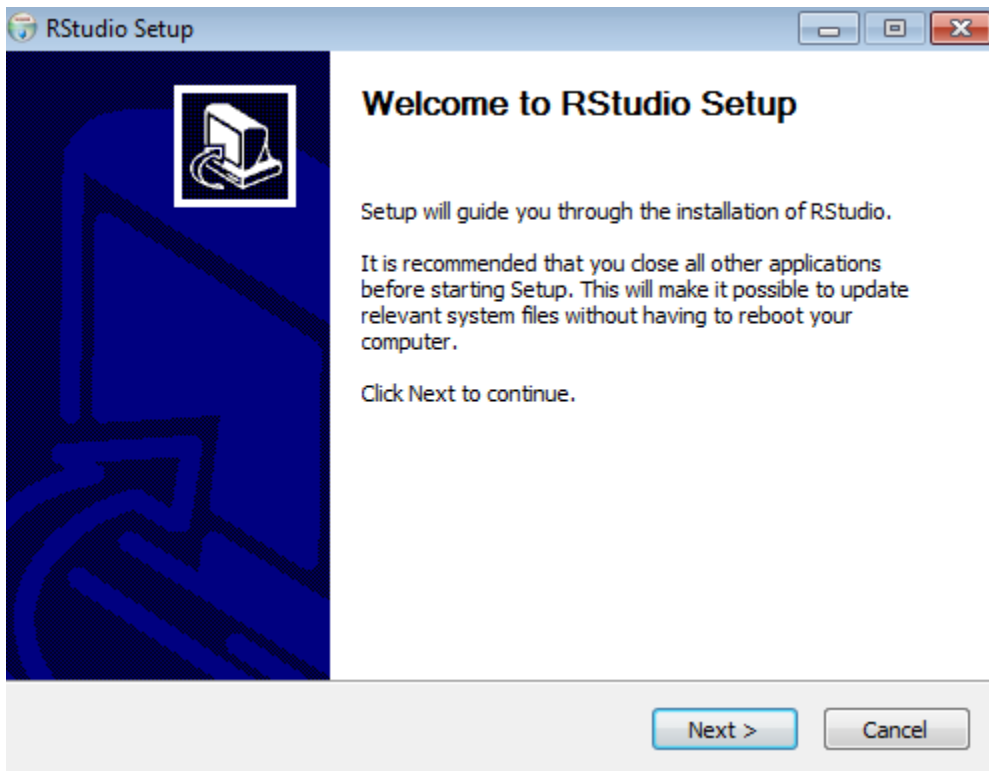 RStudio Setup
Welcome to RStudio Setup
Setup will guide you through the installation of RStudio.
It is recommended that you close all other applications
before starting Setup. This will make it possible to update
relevant system files without having to reboot your
computer.
Click Next to continue.
Next >
Cancel